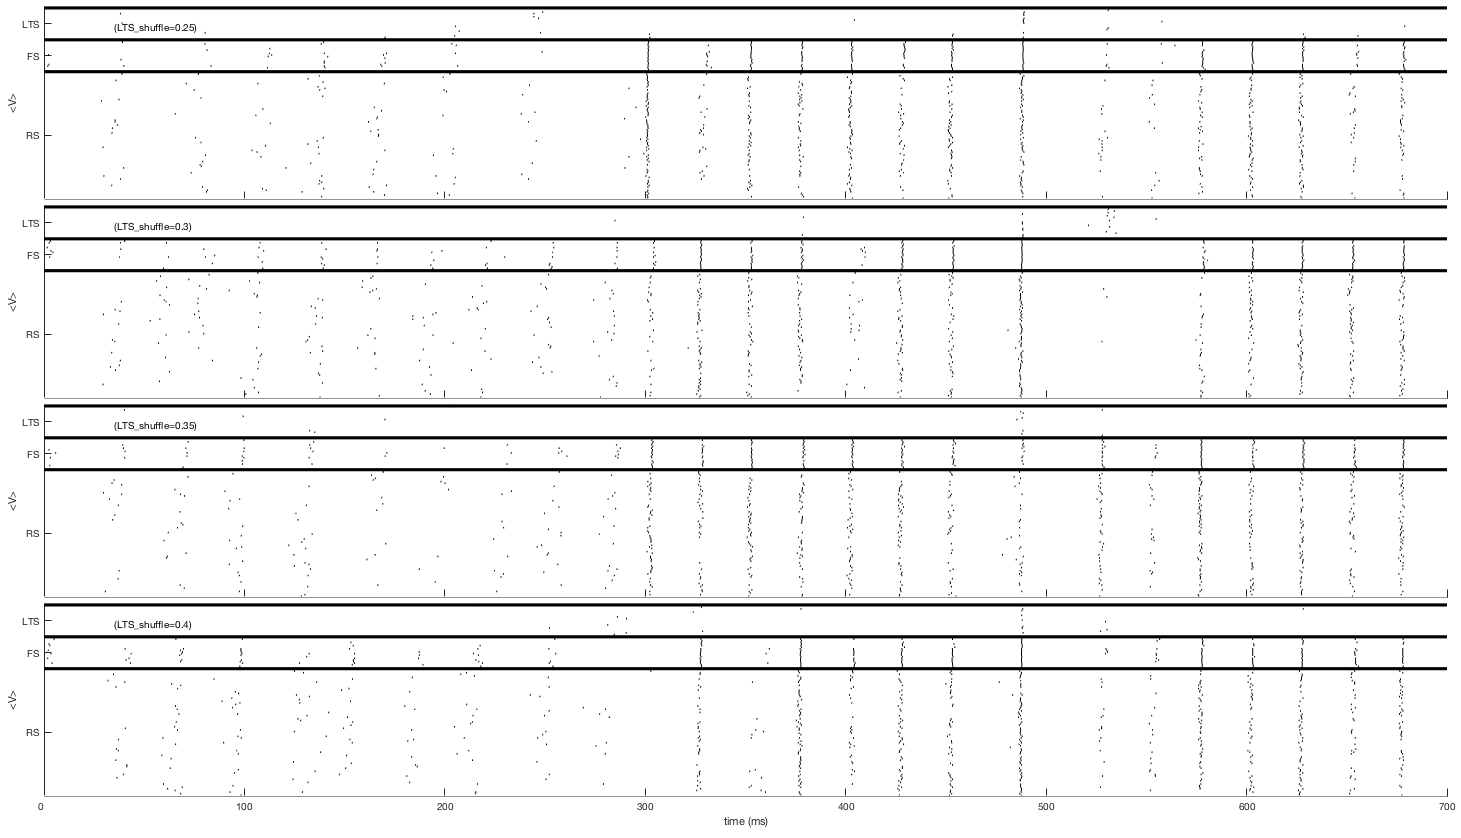 LTS
(LTS_shuffle=0.25)
FS
<V>
RS
LTS
(LTS_shuffle=0.3)
FS
<V>
RS
LTS
(LTS_shuffle=0.35)
FS
<V>
RS
LTS
(LTS_shuffle=0.4)
FS
<V>
RS
0 100 200 300 400 500 600 700
time (ms)